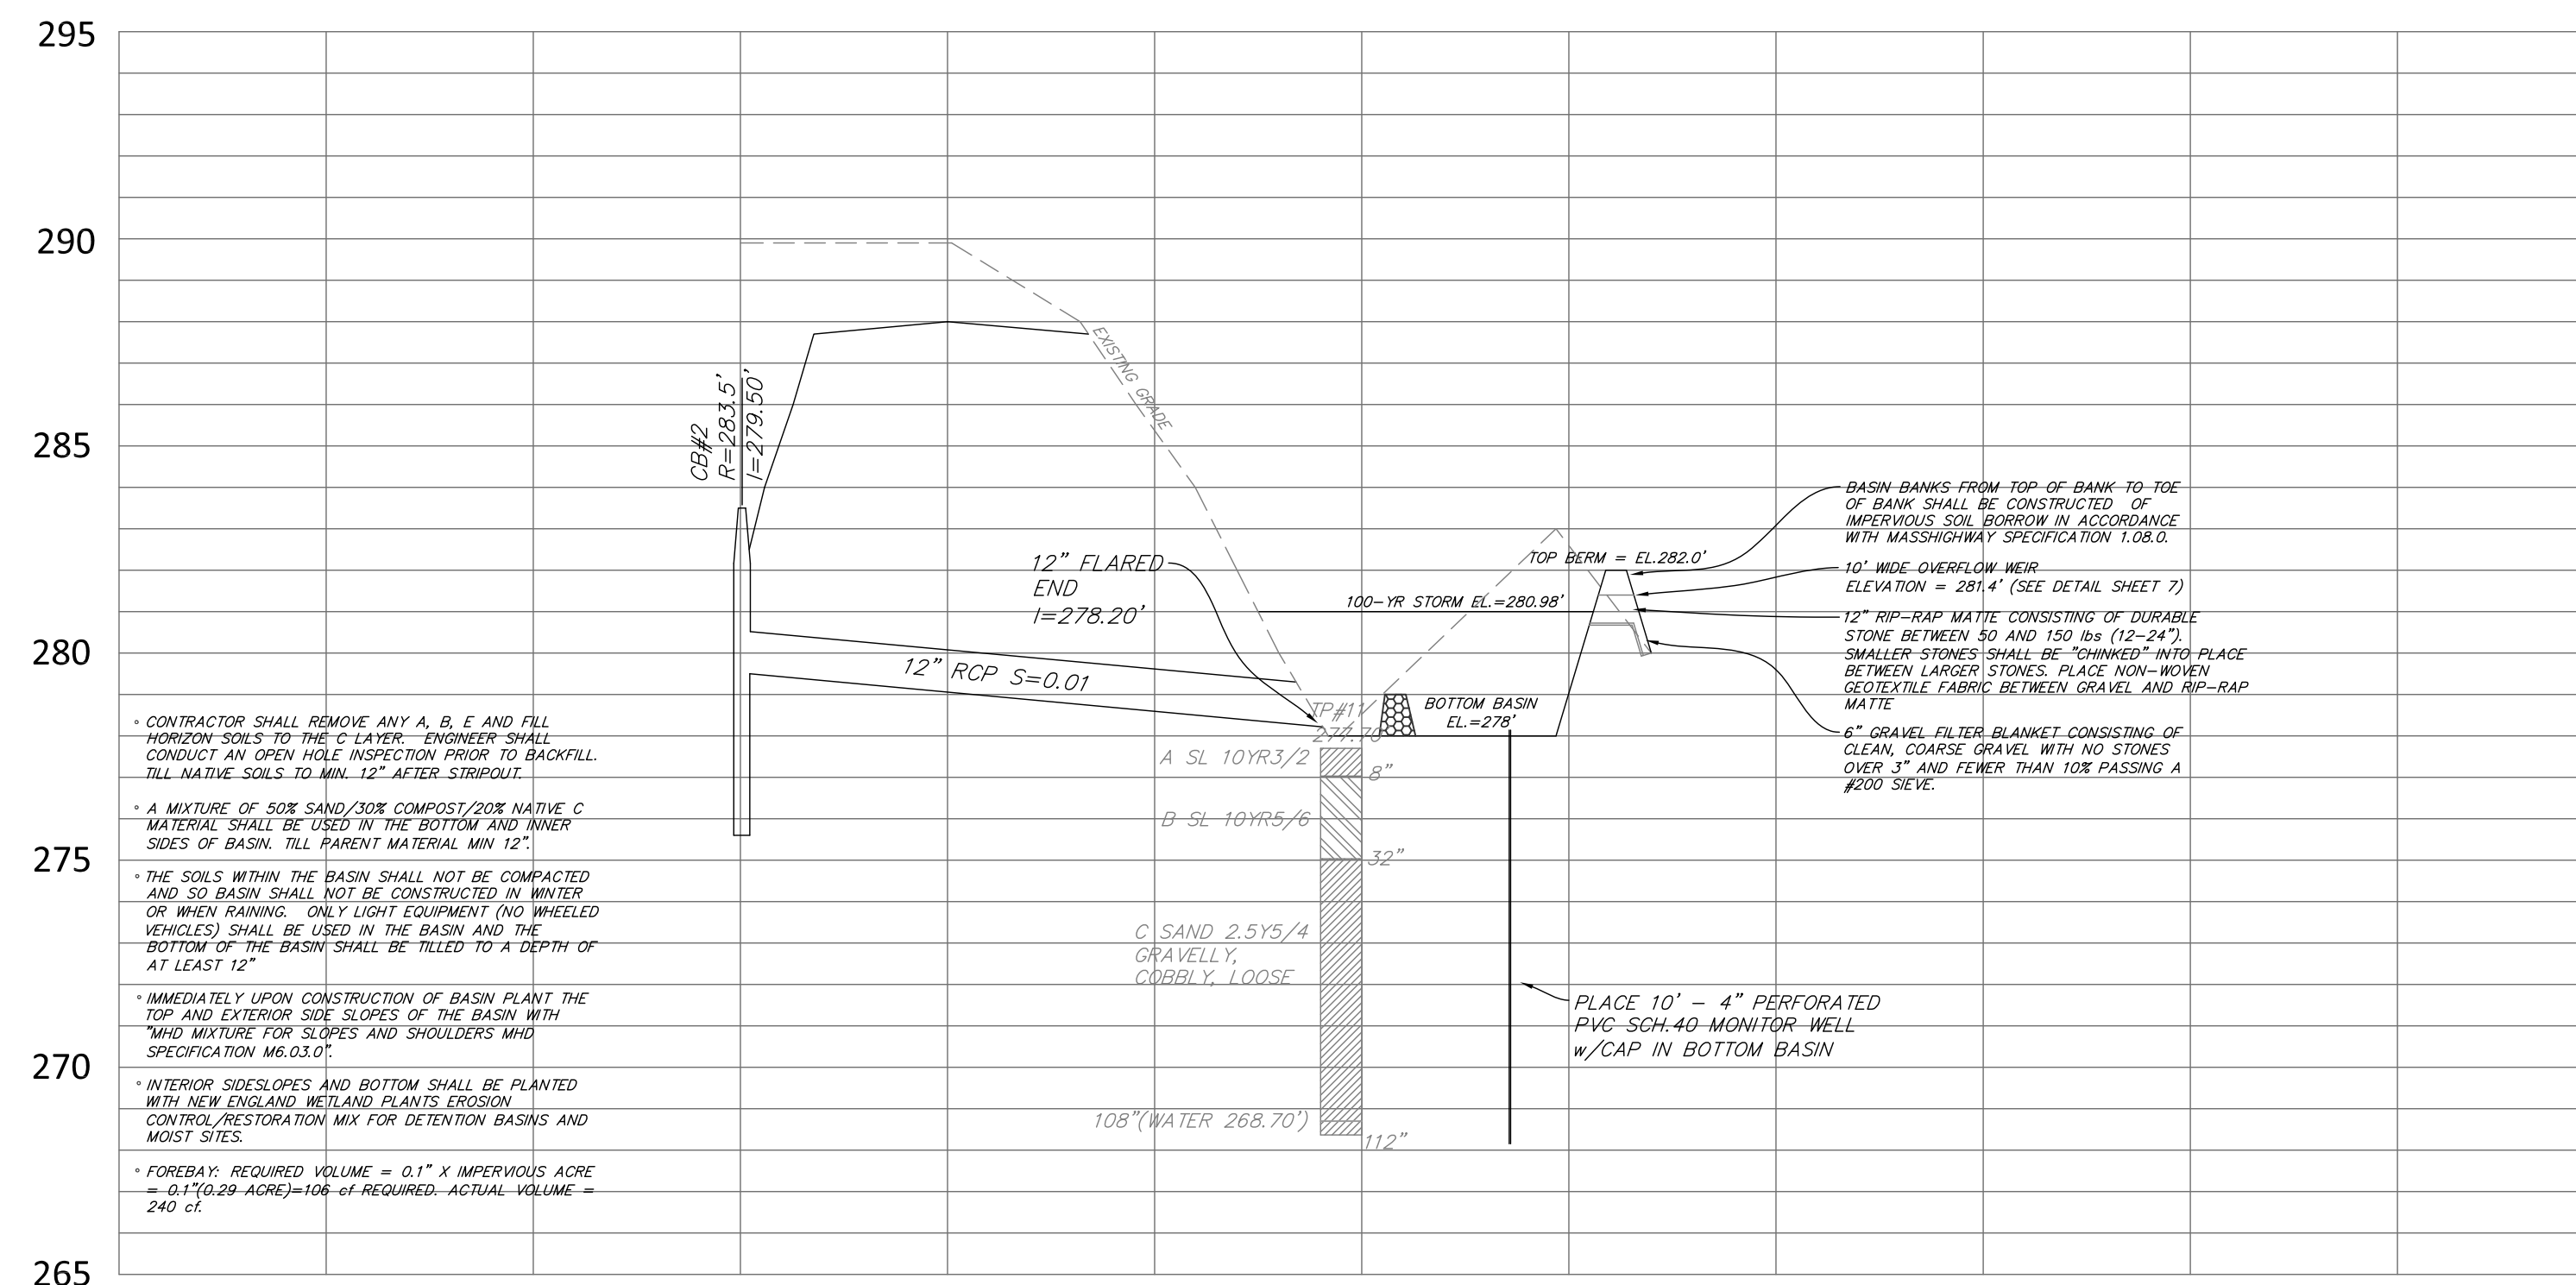 295
290
285
280
275
270
265
EXISTING GRADE
CB#2
R=283.5'
I=279.50'
12" FLARED
END
I=278.20'
12" RCP S=0.01
TOP BERM = EL.282.0'
100-YR STORM EL.=280.98'
BOTTOM BASIN
EL.=278'
TP#11
277.70
A SL 10YR3/2
8"
B SL 10YR5/6
32"
C SAND 2.5Y5/4
GRAVELLY,
COBBLY, LOOSE
108"(WATER 268.70')
112"
PLACE 10' - 4" PERFORATED
PVC SCH.40 MONITOR WELL
w/CAP IN BOTTOM BASIN
BASIN BANKS FROM TOP OF BANK TO TOE
OF BANK SHALL BE CONSTRUCTED OF
IMPERVIOUS SOIL BORROW IN ACCORDANCE
WITH MASSHIGHWAY SPECIFICATION 1.08.0.
10' WIDE OVERFLOW WEIR
ELEVATION = 281.4' (SEE DETAIL SHEET 7)
12" RIP-RAP MATTE CONSISTING OF DURABLE
STONE BETWEEN 50 AND 150 lbs (12-24").
SMALLER STONES SHALL BE "CHINKED" INTO PLACE
BETWEEN LARGER STONES. PLACE NON-WOVEN
GEOTEXTILE FABRIC BETWEEN GRAVEL AND RIP-RAP
MATTE
6" GRAVEL FILTER BLANKET CONSISTING OF
CLEAN, COARSE GRAVEL WITH NO STONES
OVER 3" AND FEWER THAN 10% PASSING A
#200 SIEVE.
° CONTRACTOR SHALL REMOVE ANY A, B, E AND FILL
HORIZON SOILS TO THE C LAYER. ENGINEER SHALL
CONDUCT AN OPEN HOLE INSPECTION PRIOR TO BACKFILL.
TILL NATIVE SOILS TO MIN. 12" AFTER STRIPOUT.
° A MIXTURE OF 50% SAND/30% COMPOST/20% NATIVE C
MATERIAL SHALL BE USED IN THE BOTTOM AND INNER
SIDES OF BASIN. TILL PARENT MATERIAL MIN 12".
° THE SOILS WITHIN THE BASIN SHALL NOT BE COMPACTED
AND SO BASIN SHALL NOT BE CONSTRUCTED IN WINTER
OR WHEN RAINING. ONLY LIGHT EQUIPMENT (NO WHEELED
VEHICLES) SHALL BE USED IN THE BASIN AND THE
BOTTOM OF THE BASIN SHALL BE TILLED TO A DEPTH OF
AT LEAST 12"
° IMMEDIATELY UPON CONSTRUCTION OF BASIN PLANT THE
TOP AND EXTERIOR SIDE SLOPES OF THE BASIN WITH
"MHD MIXTURE FOR SLOPES AND SHOULDERS MHD
SPECIFICATION M6.03.0".
° INTERIOR SIDESLOPES AND BOTTOM SHALL BE PLANTED
WITH NEW ENGLAND WETLAND PLANTS EROSION
CONTROL/RESTORATION MIX FOR DETENTION BASINS AND
MOIST SITES.
° FOREBAY: REQUIRED VOLUME = 0.1" X IMPERVIOUS ACRE
= 0.1"(0.29 ACRE)=106 cf REQUIRED. ACTUAL VOLUME =
240 cf.